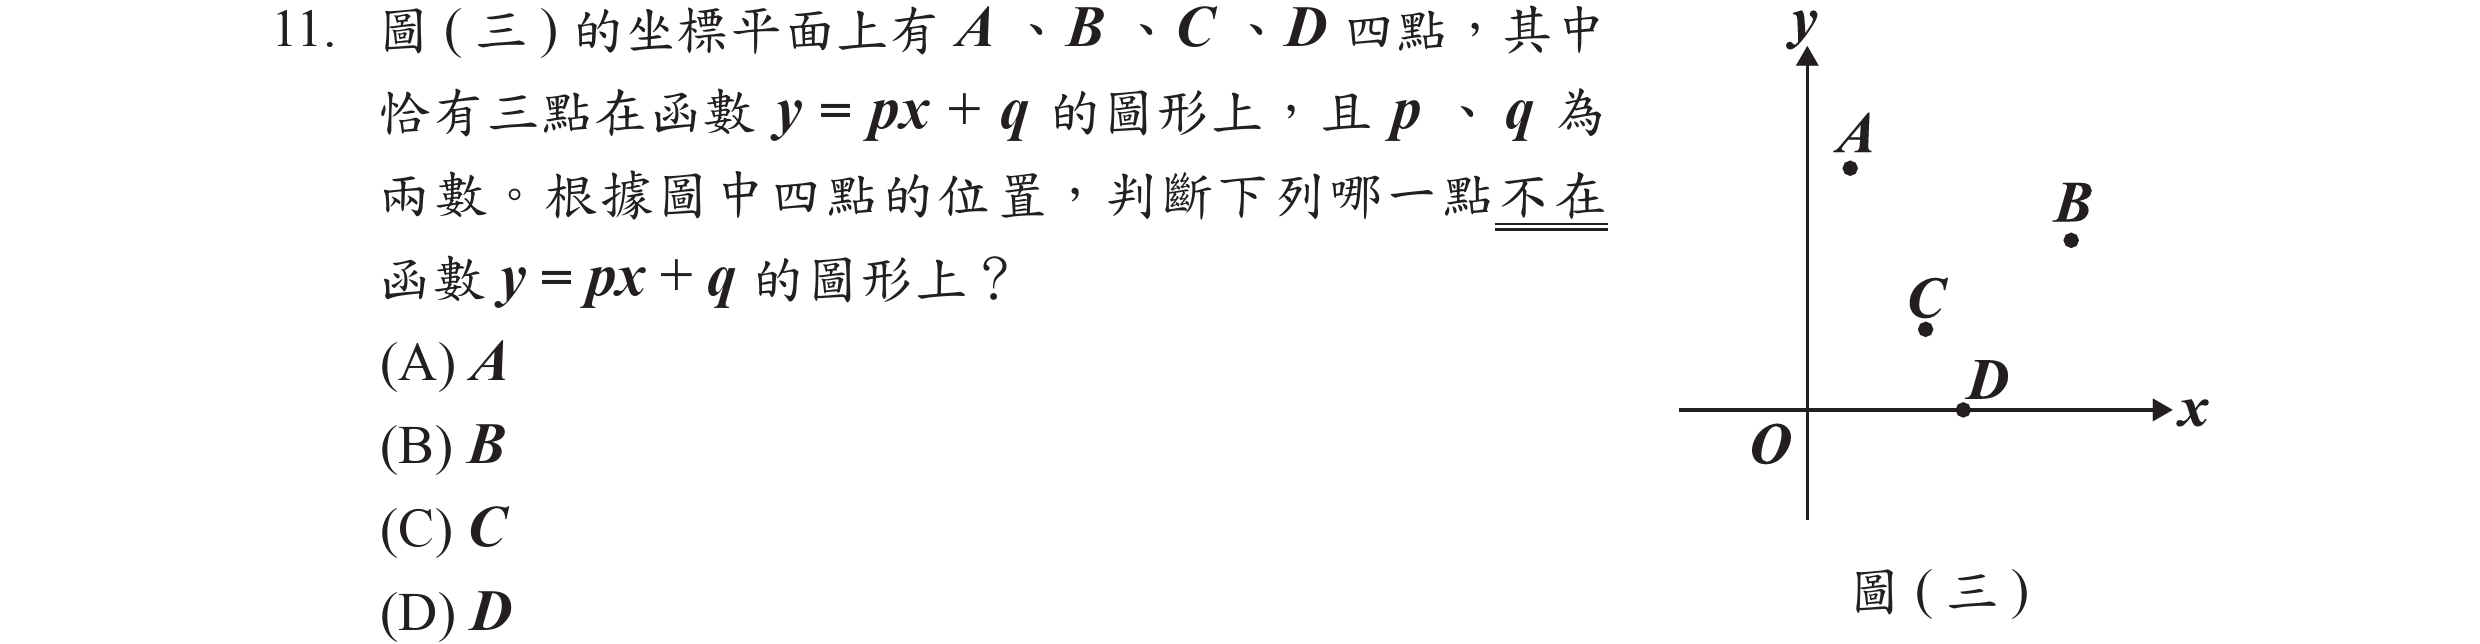 11. 圖(三)的坐標平面上有 A、B、C、D 四點，其中
恰有三點在函數 y = px + q 的圖形上，且 p、q 為
兩數。根據圖中四點的位置，判斷下列哪一點不在
函數 y = px + q 的圖形上？
(A) A
(B) B
(C) C
(D) D
y
A
B
C
D
x
O
圖(三)